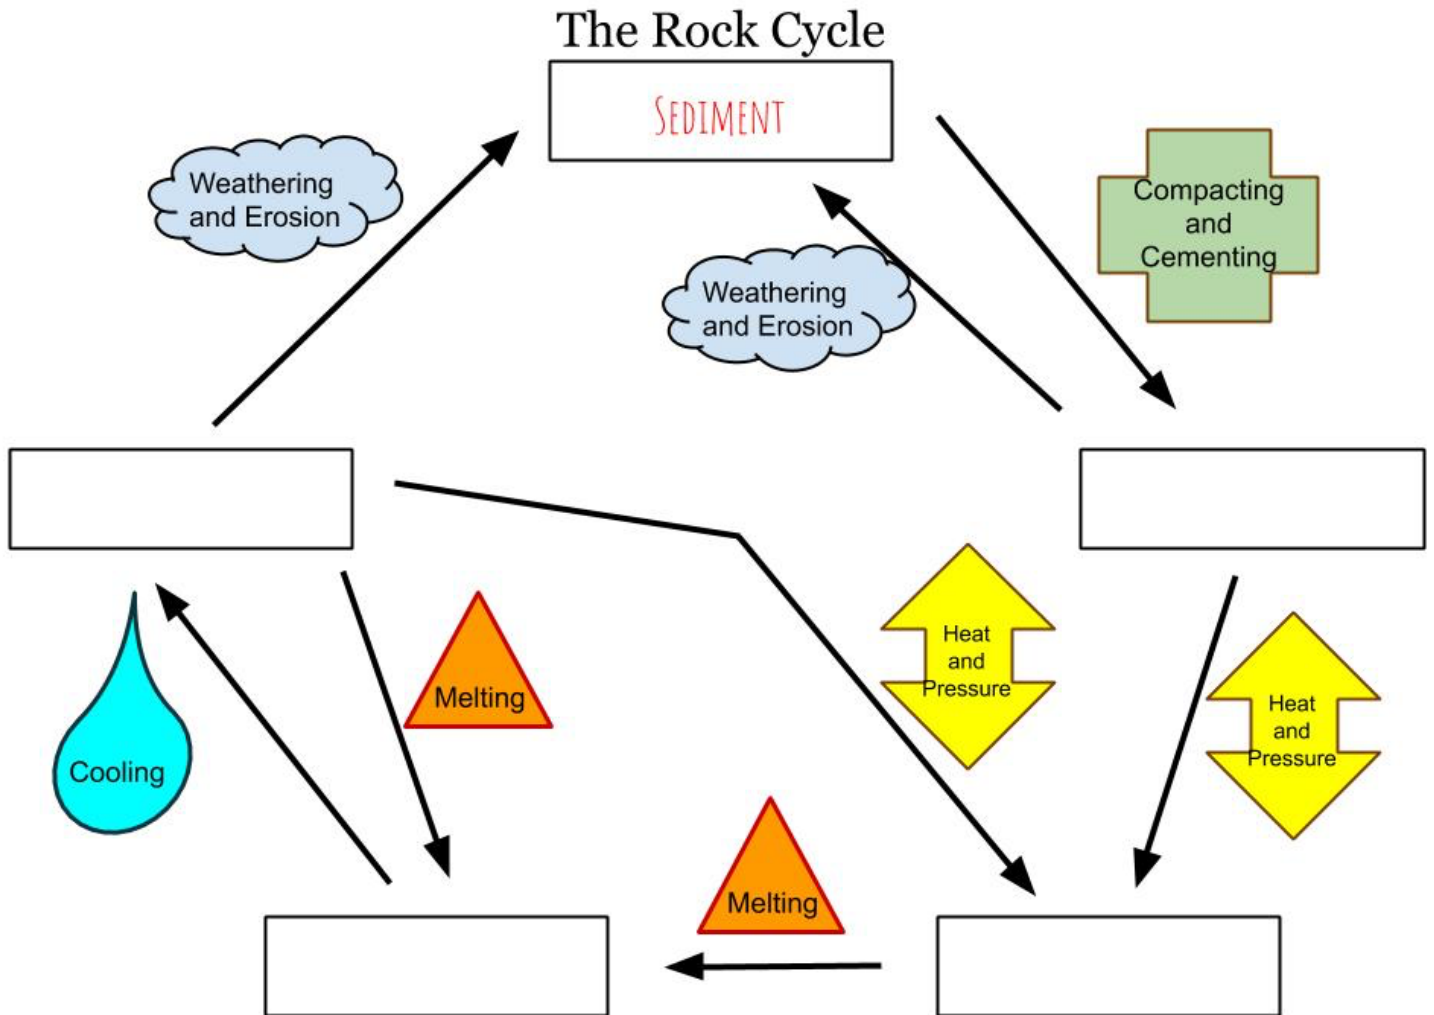 The Rock Cycle
SEDIMENT
Weathering
and Erosion
Compacting
and
Cementing
Weathering
and Erosion
Heat
and
Pressure
Melting
Heat
and
Pressure
Cooling
Melting